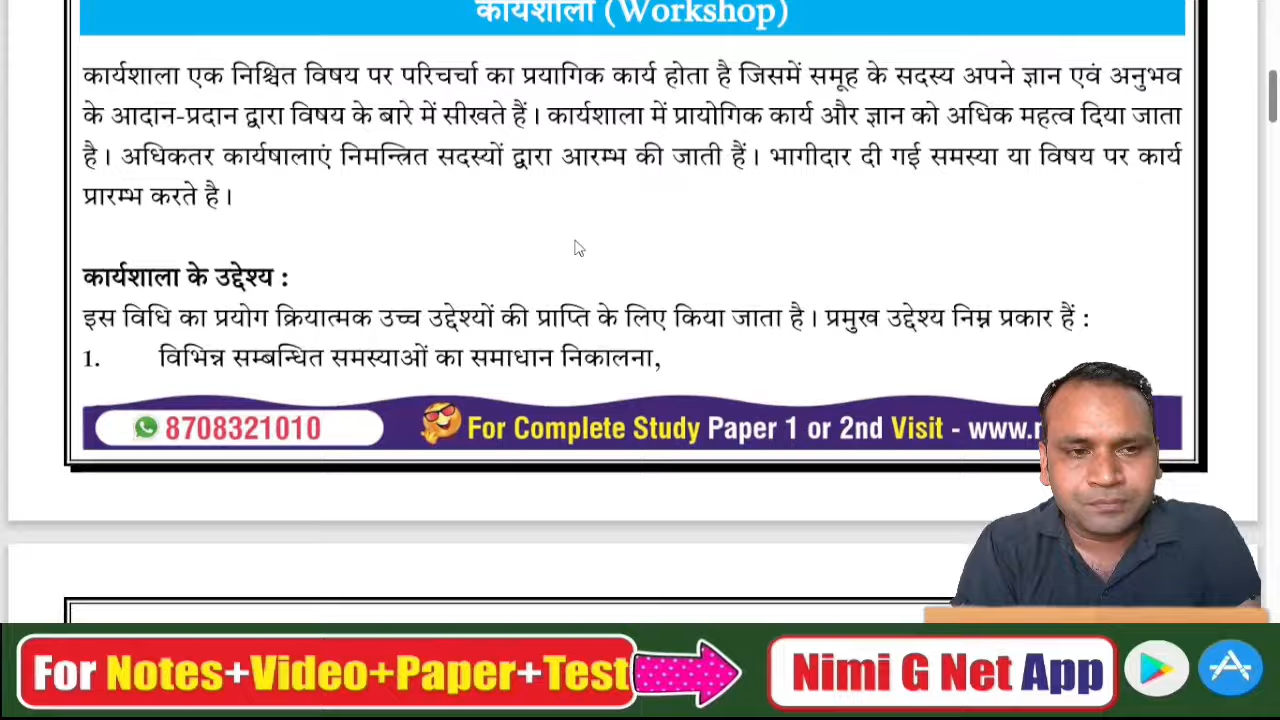 कार्यशाला (Workshop)
कार्यशाला एक निश्चित विषय पर परिचर्चा का प्रयागिक कार्य होता है जिसमें समूह के सदस्य अपने ज्ञान एवं अनुभव
के आदान-प्रदान द्वारा विषय के बारे में सीखते हैं। कार्यशाला में प्रायोगिक कार्य और ज्ञान को अधिक महत्व दिया जाता
है। अधिकतर कार्यषालाएं निमन्त्रित सदस्यों द्वारा आरम्भ की जाती हैं। भागीदार दी गई समस्या या विषय पर कार्य
प्रारम्भ करते है।
कार्यशाला के उद्देश्य :
इस विधि का प्रयोग क्रियात्मक उच्च उद्देश्यों की प्राप्ति के लिए किया जाता है। प्रमुख उद्देश्य निम्न प्रकार हैं :
1. विभिन्न सम्बन्धित समस्याओं का समाधान निकालना,
8708321010 For Complete Study Paper 1 or 2nd Visit - www.
For Notes+Video+Paper+Test Nimi G Net App